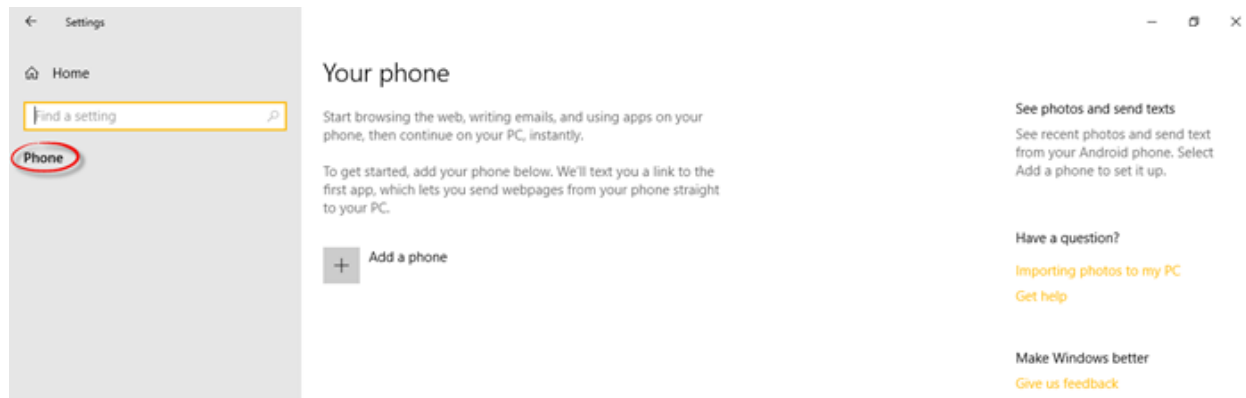 Settings
Home
Find a setting
Phone
Your phone
Start browsing the web, writing emails, and using apps on your
phone, then continue on your PC, instantly.
To get started, add your phone below. We'll text you a link to the
first app, which lets you send webpages from your phone straight
to your PC.
Add a phone
See photos and send texts
See recent photos and send text
from your Android phone. Select
Add a phone to set it up.
Have a question?
Importing photos to my PC
Get help
Make Windows better
Give us feedback